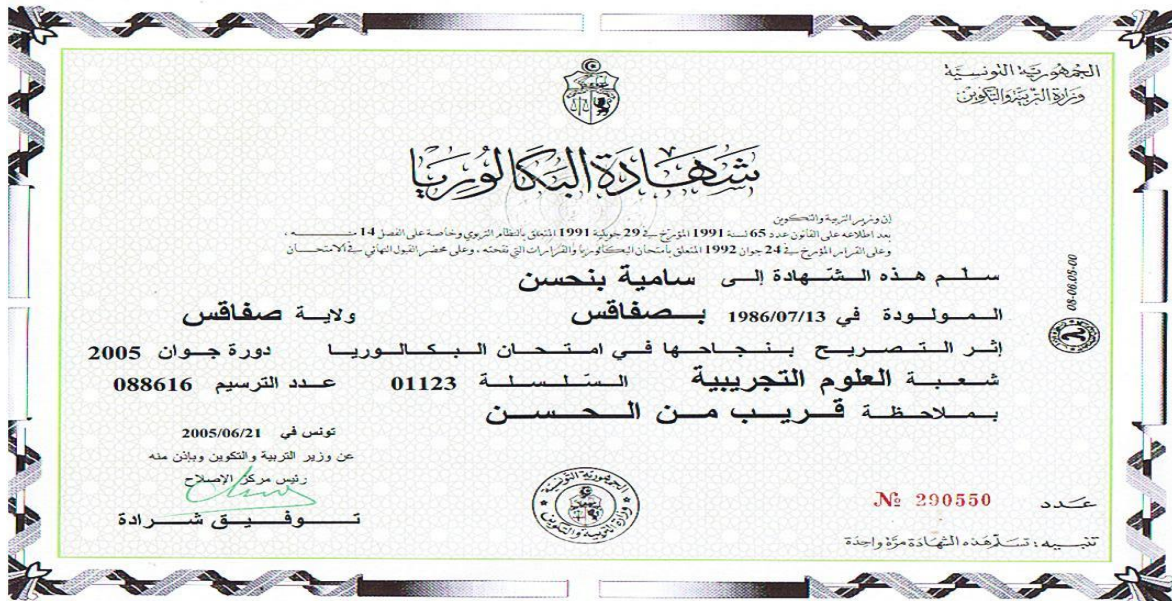 الجمهورية التونسية
وزارة التربية والتكوين
شهادة البكالوريا
إن وزير التربية والتكوين
بعد اطلاعه على القانون عدد 65 لسنة 1991 المؤرخ في 29 جويلية 1991 المتعلق بالنظام التربوي وخاصة على الفصل 14 منه ،
وعلى القرار المؤرخ في 24 جوان 1992 المتعلق بامتحان البكالوريا والقرارات التي نقحته ، وعلى محضر القبول النهائي في الامتحان
سلم هذه الشهادة إلى سامية بنحسن
المولودة في 1986/07/13 بصفاقس ولاية صفاقس
إثر التصريح بنجاحها في امتحان البكالوريا دورة جوان 2005
شعبة العلوم التجريبية السلسلة 01123 عدد الترسيم 088616
بملاحظة قريب من الحسن
تونس في 2005/06/21
عن وزير التربية والتكوين وبإذن منه
رئيس مركز الإصلاح
توفيق شرادة
عدد 290550 №
تنبيه : تسلم هذه الشهادة مرة واحدة
الجمهورية التونسية
وزارة التربية والتكوين